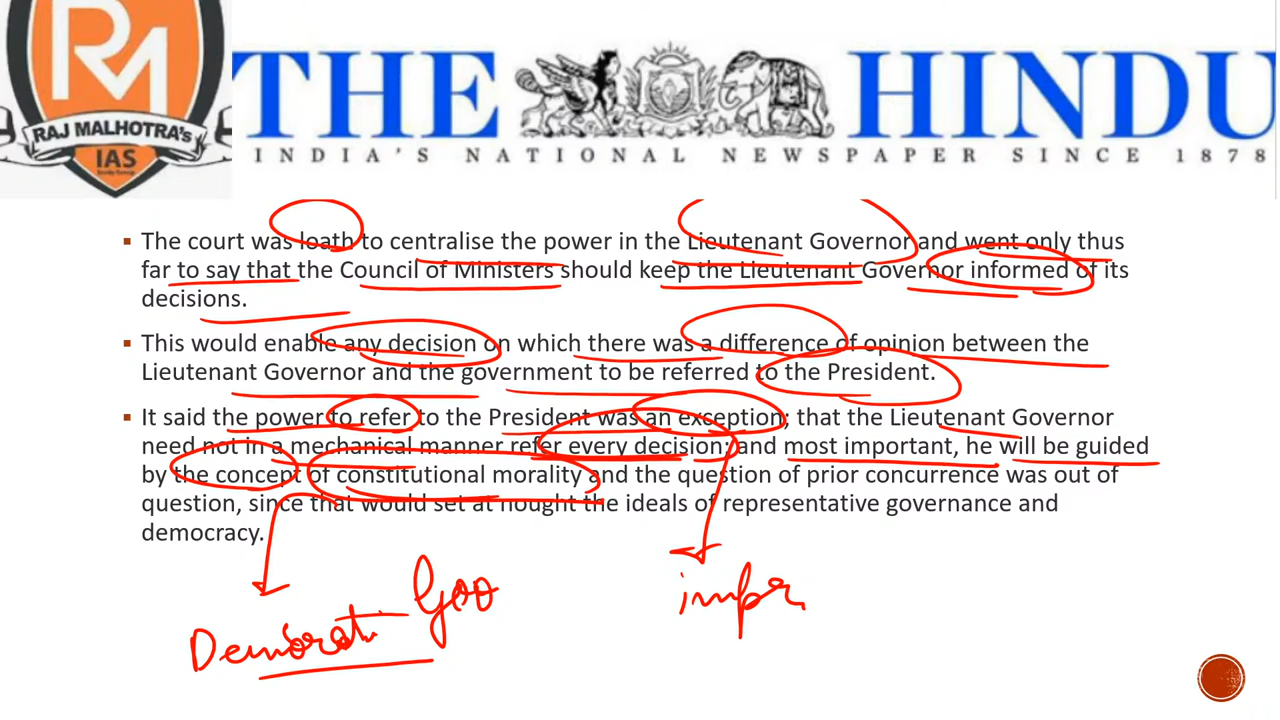 RM
RAJ MALHOTRA's
IAS
Study Group
THE HINDU
INDIA'S NATIONAL NEWSPAPER SINCE 1878
▪ The court was loath to centralise the power in the Lieutenant Governor and went only thus
far to say that the Council of Ministers should keep the Lieutenant Governor informed of its
decisions.
▪ This would enable any decision on which there was a difference of opinion between the
Lieutenant Governor and the government to be referred to the President.
▪ It said the power to refer to the President was an exception; that the Lieutenant Governor
need not in a mechanical manner refer every decision; and most important, he will be guided
by the concept of constitutional morality and the question of prior concurrence was out of
question, since that would set at nought the ideals of representative governance and
democracy.